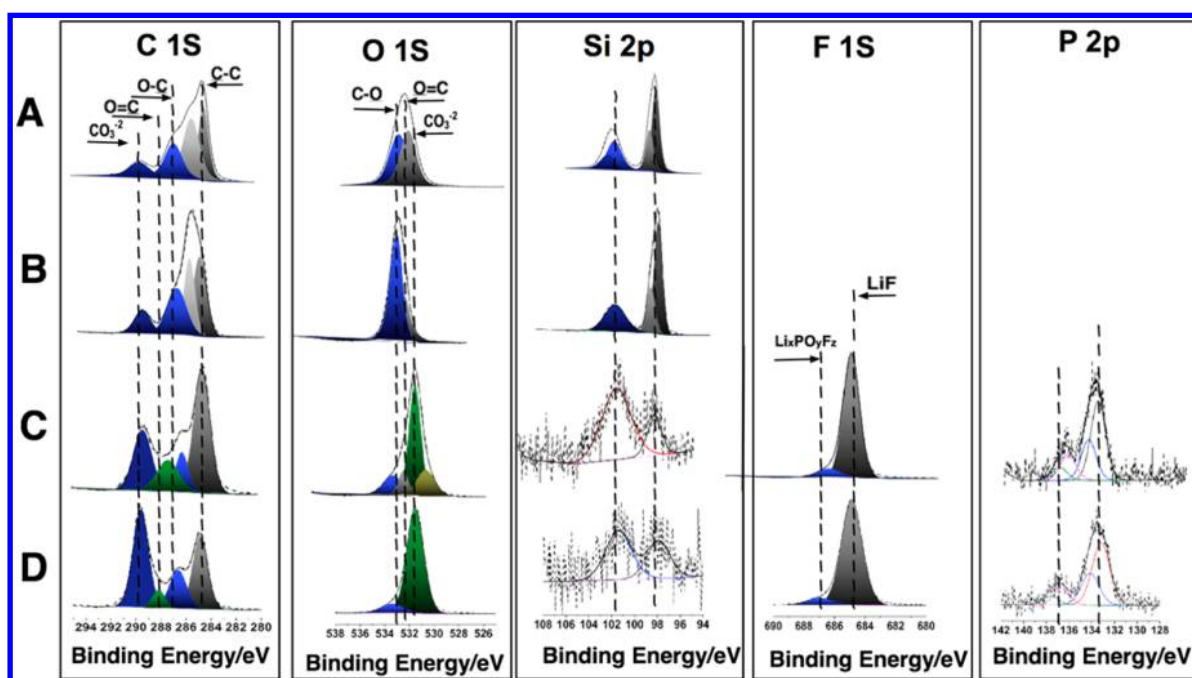 C 1S
O 1S
Si 2p
F 1S
P 2p
A
O-C
C-C
O=C
CO₃⁻²
C-O
O=C
CO₃⁻²
B
LiF
LiₓPOᵧF_z
C
D
294 292 290 288 286 284 282 280
538 536 534 532 530 528 526
108 106 104 102 100 98 96 94
690 688 686 684 682 680
142 140 138 136 134 132 130 128
Binding Energy/eV
Binding Energy/eV
Binding Energy/eV
Binding Energy/eV
Binding Energy/eV